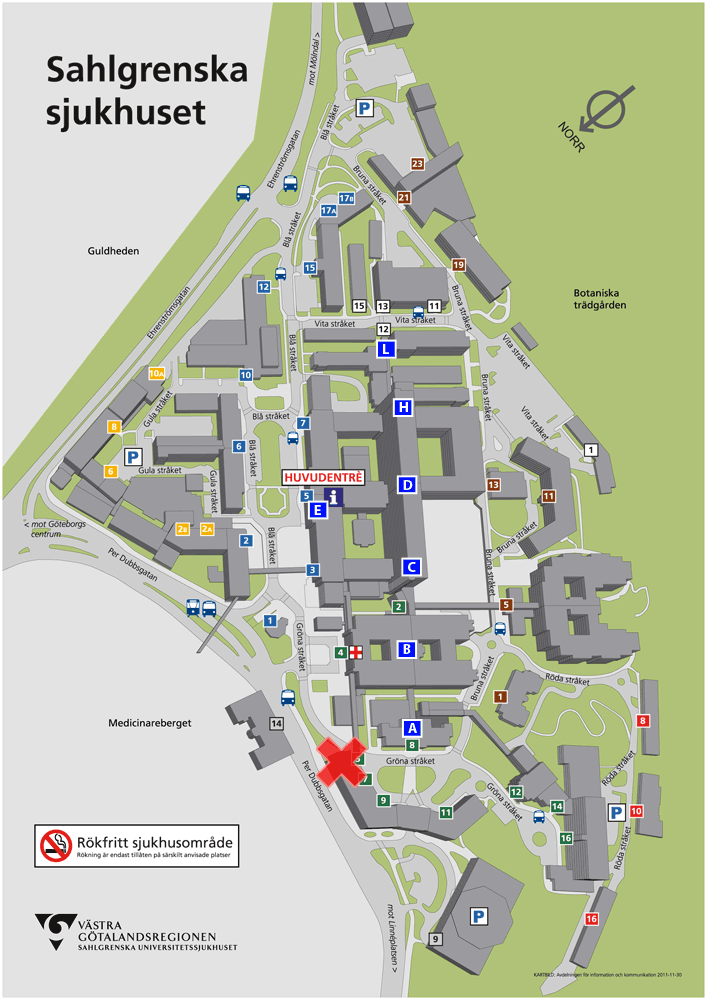 Sahlgrenska
sjukhuset
mot Mölndal >
P
NORR
Blå stråket
Ehrenströmsgatan
23
Bruna stråket
21
17B
17A
Blå stråket
Guldheden
15
19
12
Botaniska
trädgården
Ehrenströmsgatan
Bruna stråket
15
13
11
Vita stråket
Vita stråket
12
Blå stråket
L
Vita stråket
10A
10
Bruna stråket
Gula stråket
H
Blå stråket
7
Vita stråket
8
6
Blå stråket
P
1
6
Gula stråket
Gula stråket
HUVUDENTRÈ
D
13
5
i
11
E
2B
2A
2
< mot Göteborgs
centrum
Blå stråket
Bruna stråket
Per Dubbsgatan
3
C
Bruna stråket
2
5
1
Gröna stråket
4
B
Röda stråket
Bruna stråket
1
Medicinareberget
14
A
8
8
5
Gröna stråket
Per Dubbsgatan
7
Röda stråket
9
Gröna stråket
12
14
11
P
10
16
Rökfritt sjukhusområde
Rökning är endast tillåten på särskilt anvisade platser
Röda stråket
P
16
mot Linnéplatsen >
9
VÄSTRA
GÖTALANDSREGIONEN
SAHLGRENSKA UNIVERSITETSSJUKHUSET
KARTBILD: Avdelningen för information och kommunikation 2011-11-30